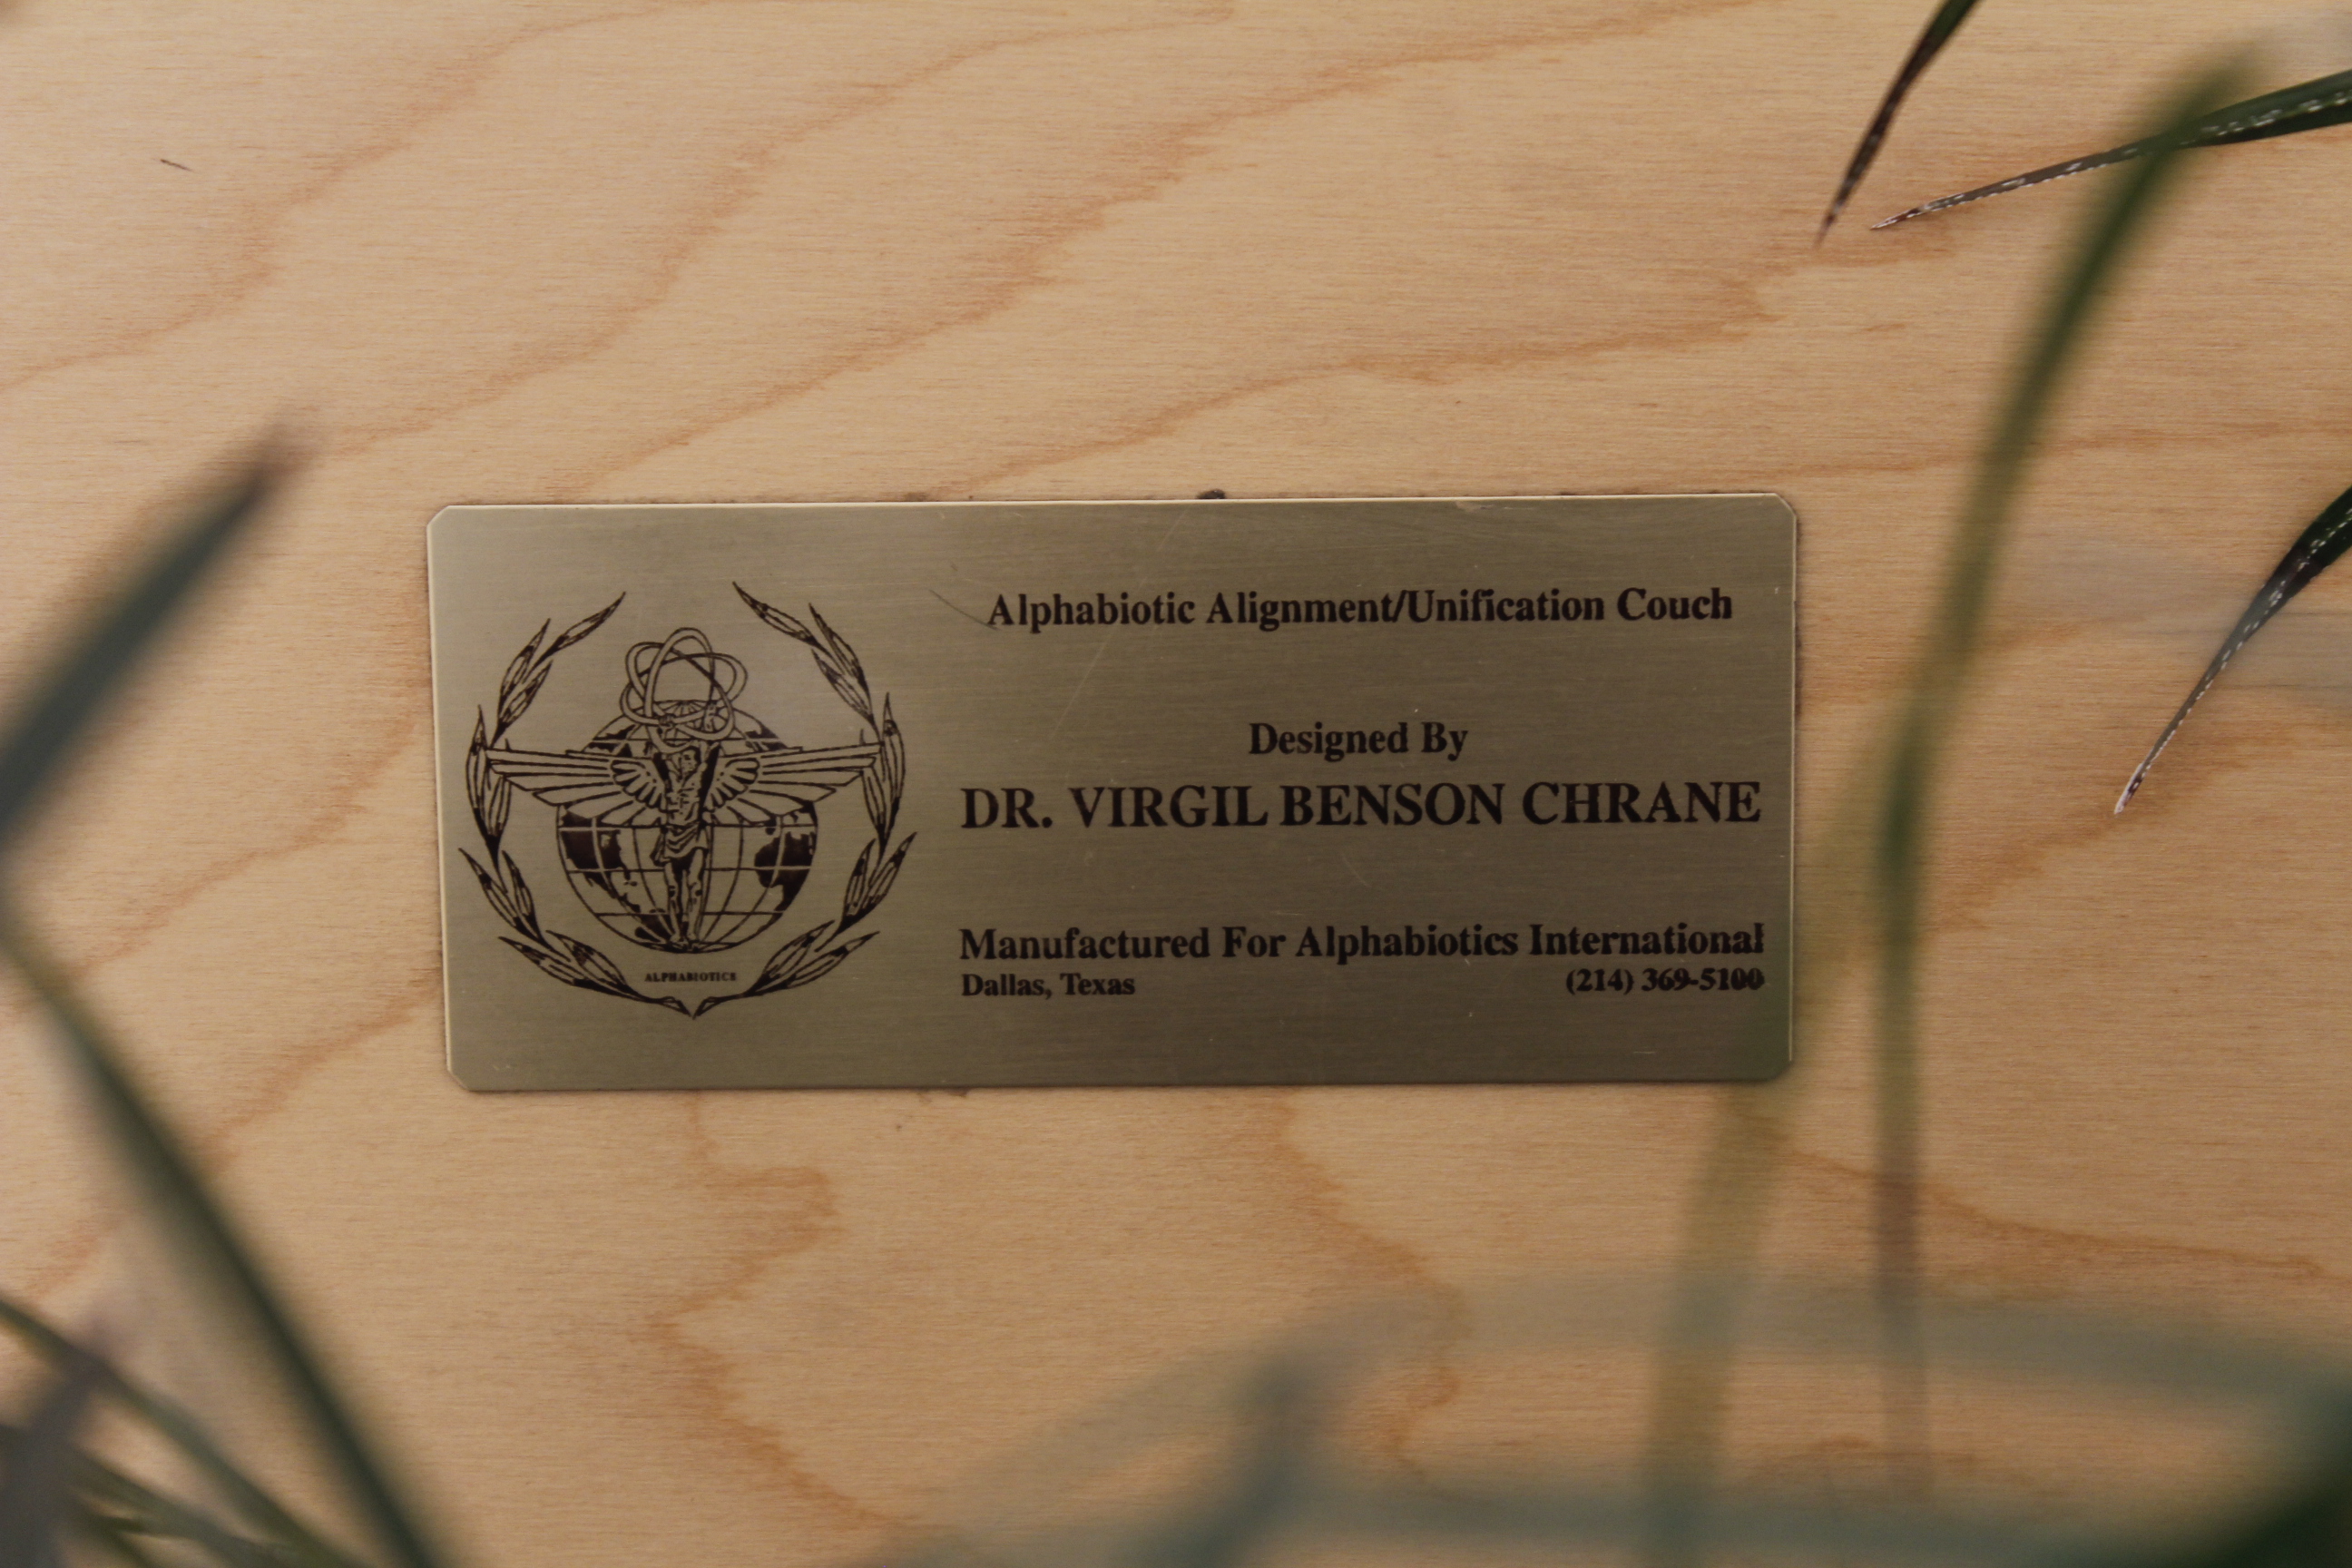 Alphabiotic Alignment/Unification Couch
Designed By
DR. VIRGIL BENSON CHRANE
Manufactured For Alphabiotics International
Dallas, Texas (214) 369-5100
ALPHABIOTICS